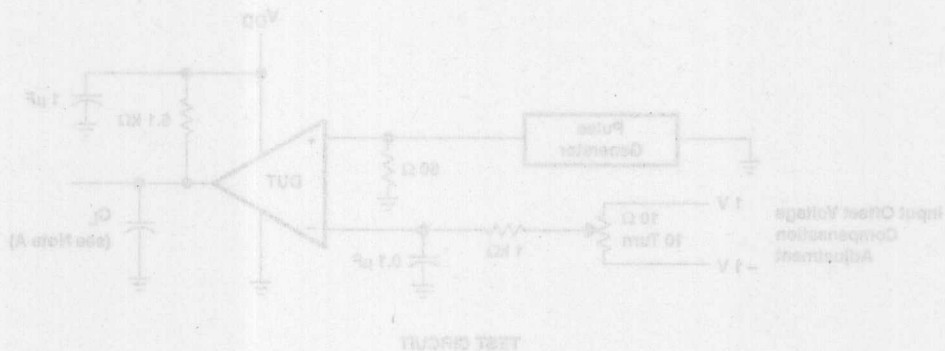 VDD
1 µF
5.1 kΩ
Pulse
Generator
+
DUT
50 Ω
CL
(see Note A)
−
0.1 µF
1 kΩ
10 Ω
10 Turn
1 V
−1 V
Input Offset Voltage
Compensation
Adjustment
TEST CIRCUIT